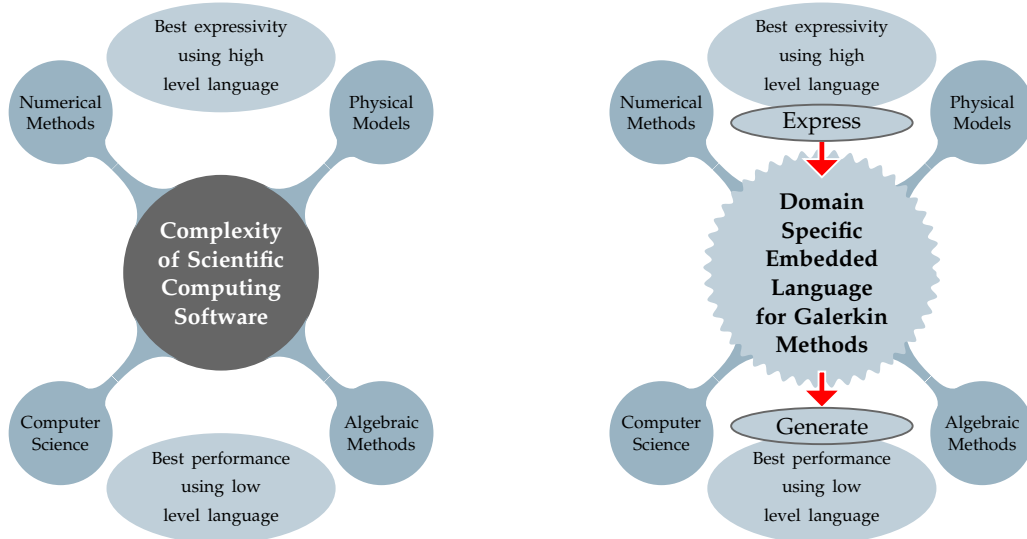 Best expressivity
using high
level language
Numerical
Methods
Physical
Models
Complexity
of Scientific
Computing
Software
Computer
Science
Algebraic
Methods
Best performance
using low
level language
Best expressivity
using high
level language
Numerical
Methods
Physical
Models
Express
Domain
Specific
Embedded
Language
for Galerkin
Methods
Computer
Science
Algebraic
Methods
Generate
Best performance
using low
level language